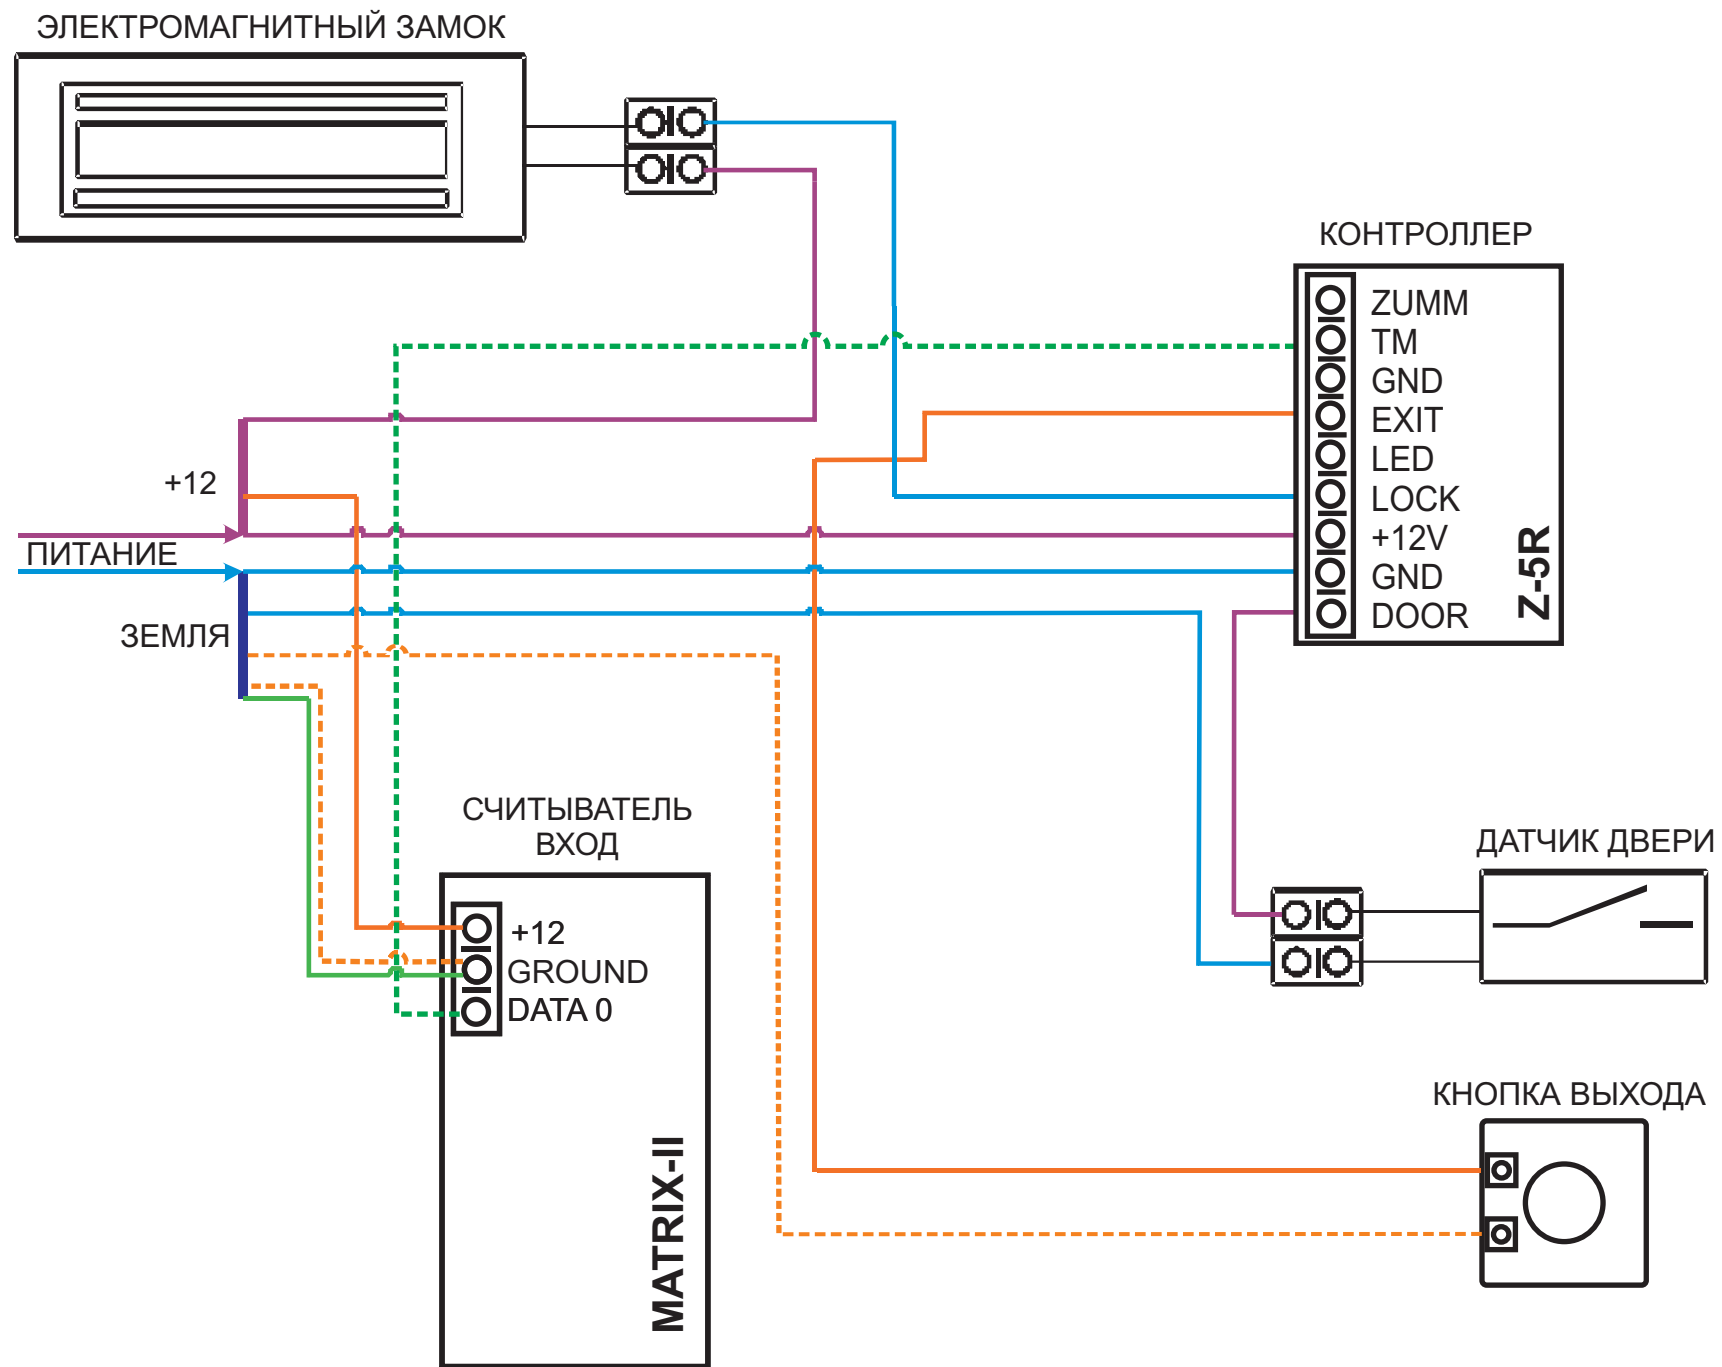 ЭЛЕКТРОМАГНИТНЫЙ ЗАМОК
КОНТРОЛЛЕР
ZUMM
TM
GND
EXIT
LED
LOCK
+12V
GND
DOOR
Z-5R
+12
ПИТАНИЕ
ЗЕМЛЯ
СЧИТЫВАТЕЛЬ
ВХОД
+12
GROUND
DATA 0
MATRIX-II
ДАТЧИК ДВЕРИ
КНОПКА ВЫХОДА